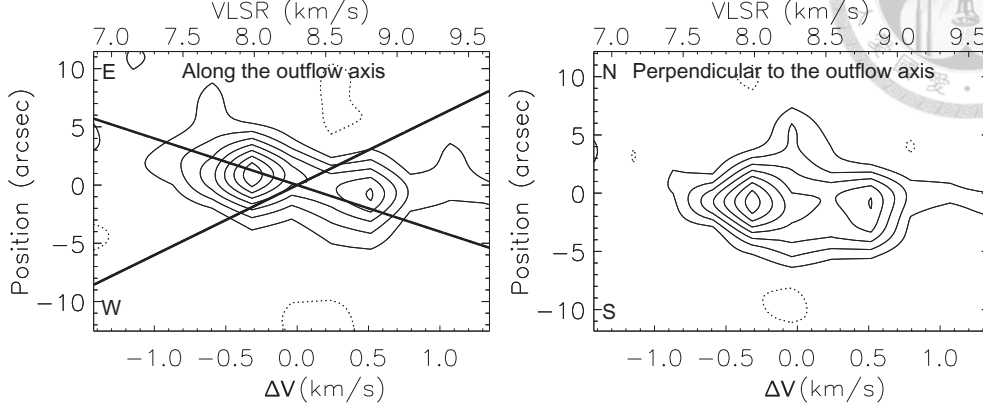 VLSR (km/s)
7.0 7.5 8.0 8.5 9.0 9.5
10
5
0
−5
−10
Position (arcsec)
E
Along the outflow axis
W
−1.0 −0.5 0.0 0.5 1.0
ΔV(km/s)
VLSR (km/s)
7.0 7.5 8.0 8.5 9.0 9.5
10
5
0
−5
−10
Position (arcsec)
N
Perpendicular to the outflow axis
S
−1.0 −0.5 0.0 0.5 1.0
ΔV(km/s)
愛